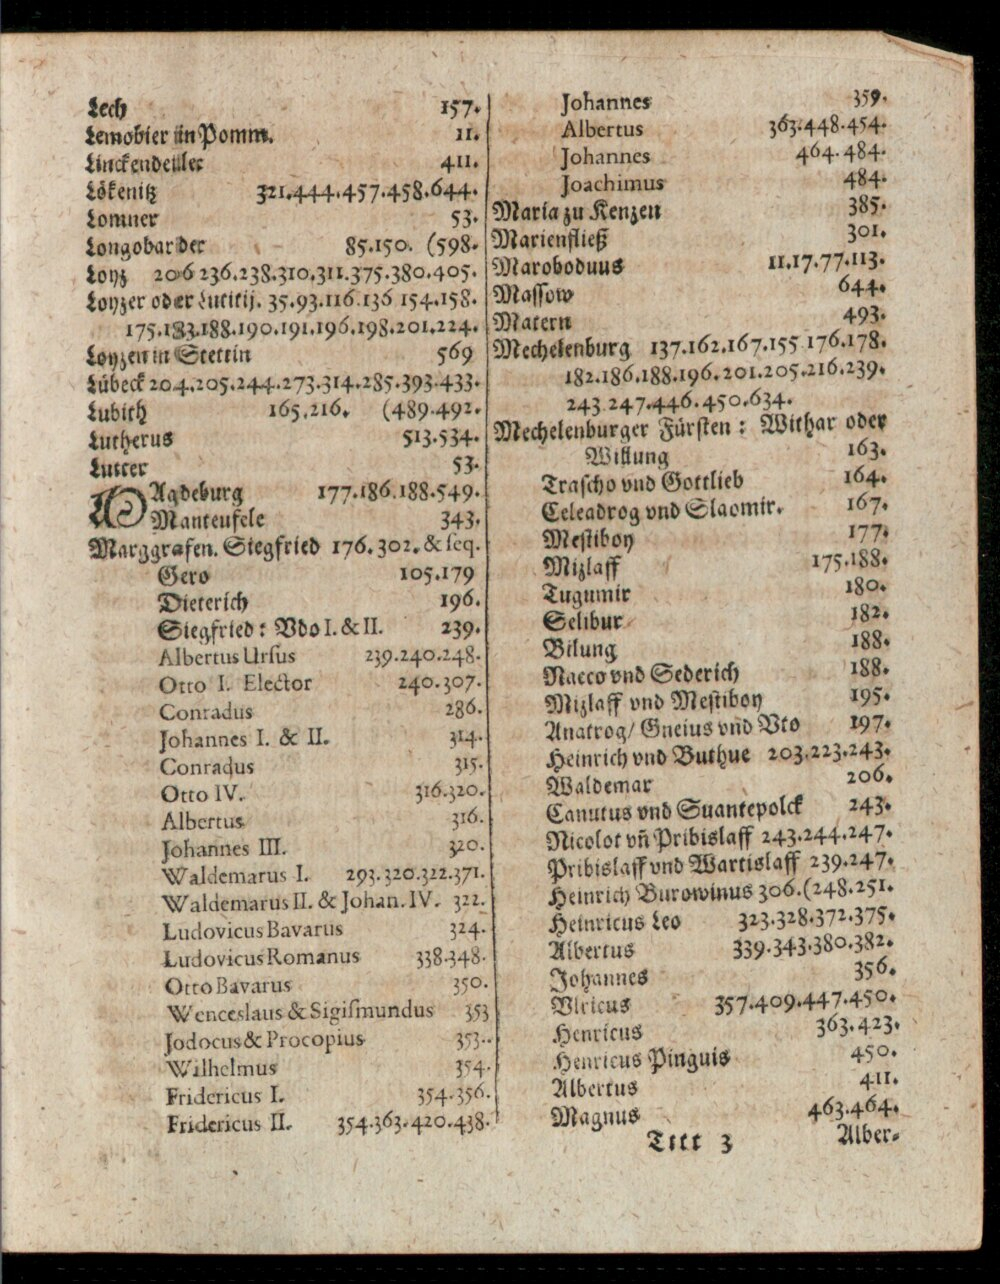 Lech 157.
Lemobier in Pomm. 11.
Linckendeller 411.
Lökenitz 321.444.457.458.644.
Lomner 53.
Longobarder 85.150. (598.
Loytz 206 236.238.310.311.375.380.405.
Loytzer oder Lutitij. 35.93.116.136 154.158.
175.183.188.190.191.196.198.201.224.
Loytzen in Stettin 569
Lübeck 204.205.244.273.314.285.393.433.
Lubith 165.216. (489.492.
Lutherus 513.534.
Lutter 53.
MAgdeburg 177.186.188.549.
Manteufele 343.
Marggrafen. Siegfried 176.302. & ſeq.
Gero 105.179
Dieterich 196.
Siegfried: Vdo I. & II. 239.
Albertus Urſus 239.240.248.
Otto I. Elector 240.307.
Conradus 286.
Johannes I. & II. 314.
Conradus 315.
Otto IV. 316.320.
Albertus 316.
Johannes III. 320.
Waldemarus I. 293.320.322.371.
Waldemarus II. & Johan. IV. 322.
Ludovicus Bavarus 324.
Ludovicus Romanus 338.348.
Otto Bavarus 350.
Wenceslaus & Sigiſmundus 353
Jodocus & Procopius 353.
Wilhelmus 354.
Fridericus I. 354.356.
Fridericus II. 354.363.420.438.
Johannes 359.
Albertus 363.448.454.
Johannes 464.484.
Joachimus 484.
Maria zu Kenzen 385.
Marienfließ 301.
Maroboduus 11.17.77.113.
Maſſow 644.
Matern 493.
Mechelenburg 137.162.167.155 176.178.
182.186.188.196.201.205.216.239.
243.247.446.450.634.
Mechelenburger Fürſten: Withar oder
Willung 163.
Traſcho vnd Gottlieb 164.
Celeadrog vnd Slaomir. 167.
Meſtiboy 177.
Mizlaff 175.188.
Tugumir 180.
Selibur 182.
Bilung 188.
Naeco vnd Sederich 188.
Mizlaff vnd Meſtiboy 195.
Anatrog/ Gneius vnd Vto 197.
Heinrich vnd Buthue 203.223.243.
Waldemar 206.
Canutus vnd Suantepolck 243.
Nicolot vñ Pribislaff 243.244.247.
Pribislaff vnd Wartislaff 239.247.
Heinrich Burowinus 306.(248.251.
Heinricus Leo 323.328.372.375.
Albertus 339.343.380.382.
Johannes 356.
Vlricus 357.409.447.450.
Henricus 363.423.
Henricus Pinguis 450.
Albertus 411.
Magnus 463.464.
Tttt 3 Alber-